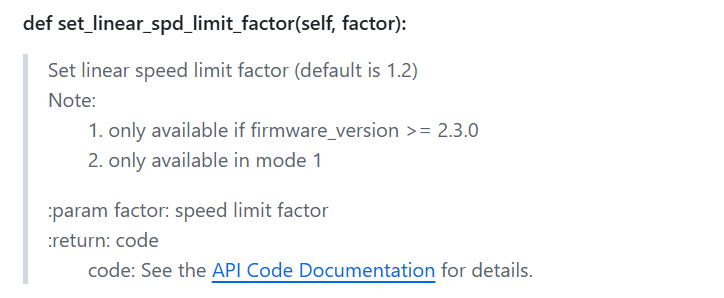 def set_linear_spd_limit_factor(self, factor):
Set linear speed limit factor (default is 1.2)
Note:
1. only available if firmware_version >= 2.3.0
2. only available in mode 1
:param factor: speed limit factor
:return: code
code: See the API Code Documentation for details.